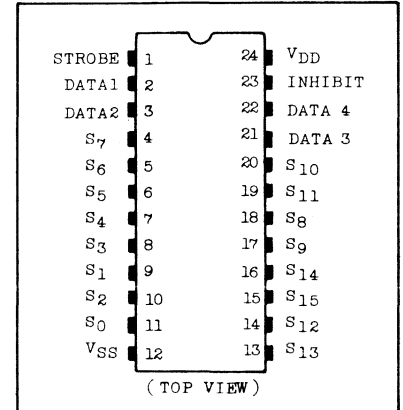 STROBE 1 24 VDD
DATA1 2 23 INHIBIT
DATA2 3 22 DATA 4
S7 4 21 DATA 3
S6 5 20 S10
S5 6 19 S11
S4 7 18 S8
S3 8 17 S9
S1 9 16 S14
S2 10 15 S15
S0 11 14 S12
VSS 12 13 S13
(TOP VIEW)